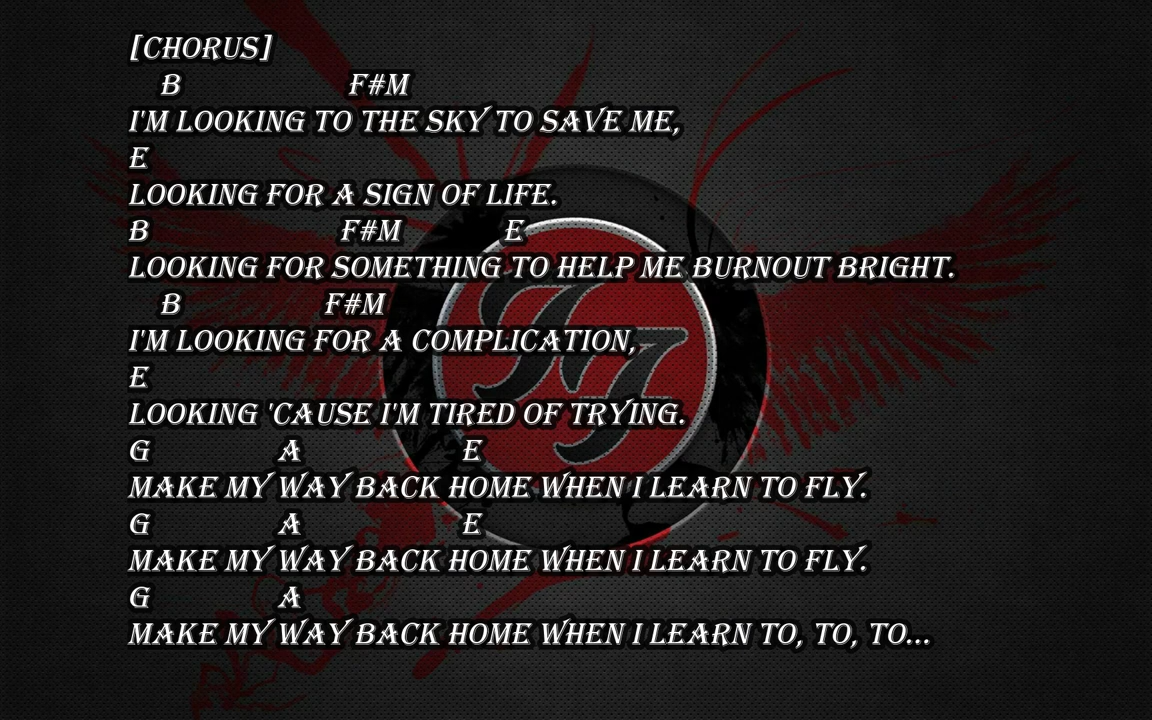 [CHORUS]
B F#M
I'M LOOKING TO THE SKY TO SAVE ME,
E
LOOKING FOR A SIGN OF LIFE.
B F#M E
LOOKING FOR SOMETHING TO HELP ME BURNOUT BRIGHT.
B F#M
I'M LOOKING FOR A COMPLICATION,
E
LOOKING 'CAUSE I'M TIRED OF TRYING.
G A E
MAKE MY WAY BACK HOME WHEN I LEARN TO FLY.
G A E
MAKE MY WAY BACK HOME WHEN I LEARN TO FLY.
G A
MAKE MY WAY BACK HOME WHEN I LEARN TO, TO, TO...
FF